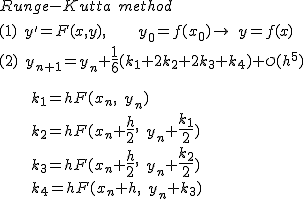 Runge-Kutta method
(1) y'=F(x,y), y₀=f(x₀)→ y=f(x)
(2) yₙ₊₁=yₙ+1/6(k₁+2k₂+2k₃+k₄)+O(h⁵)
k₁=hF(xₙ, yₙ)
k₂=hF(xₙ+h/2, yₙ+k₁/2)
k₃=hF(xₙ+h/2, yₙ+k₂/2)
k₄=hF(xₙ+h, yₙ+k₃)